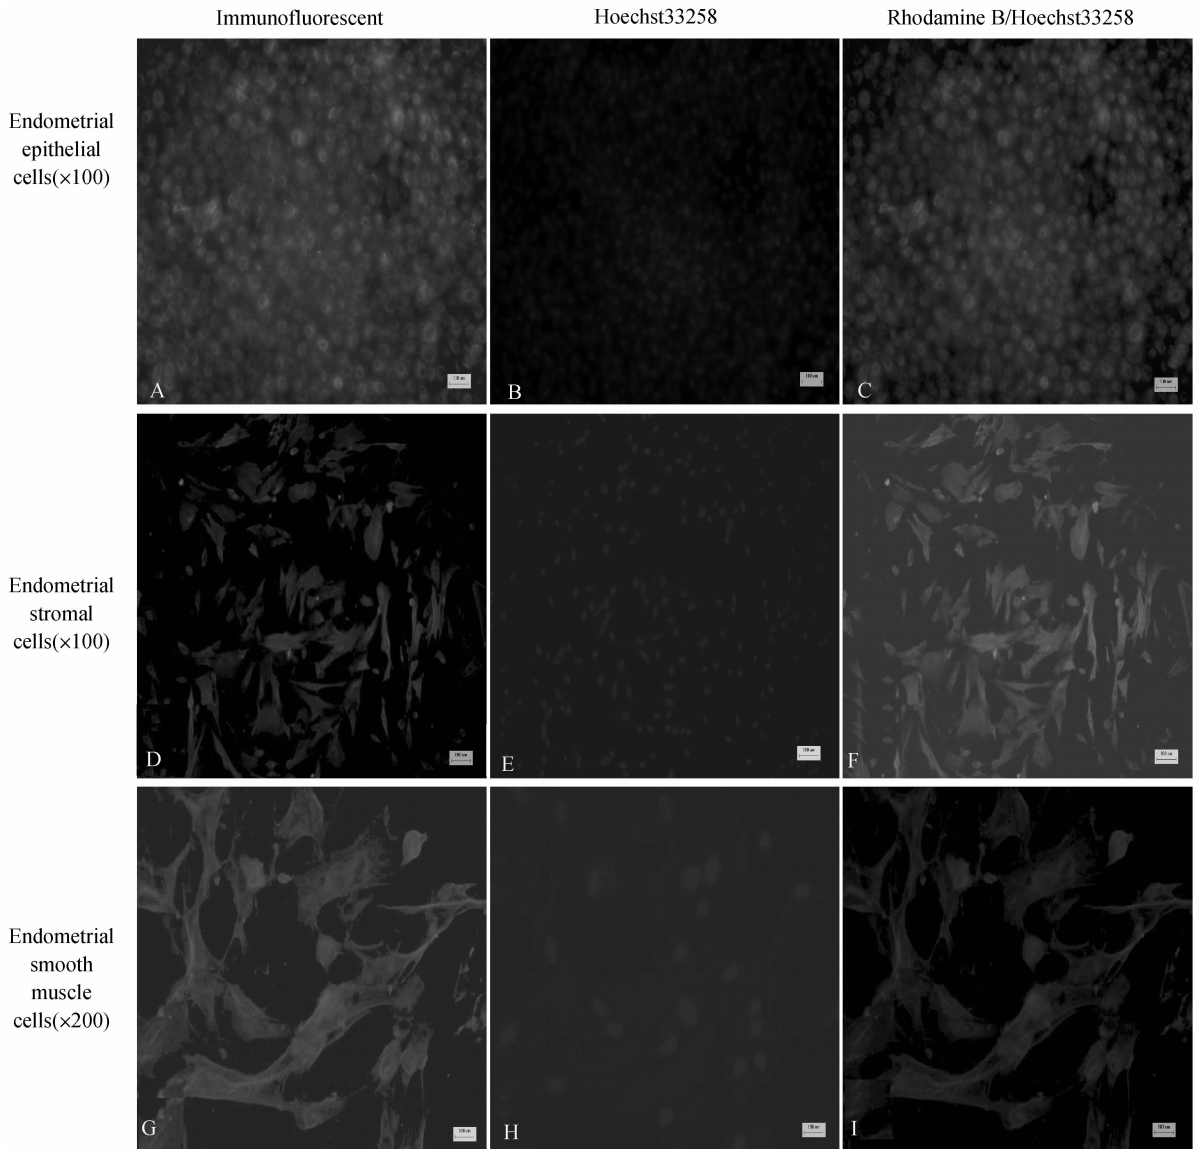 Immunofluorescent Hoechst33258 Rhodamine B/Hoechst33258
Endometrial
epithelial
cells(×100)
A B C
Endometrial
stromal
cells(×100)
D E F
Endometrial
smooth
muscle
cells(×200)
G H I